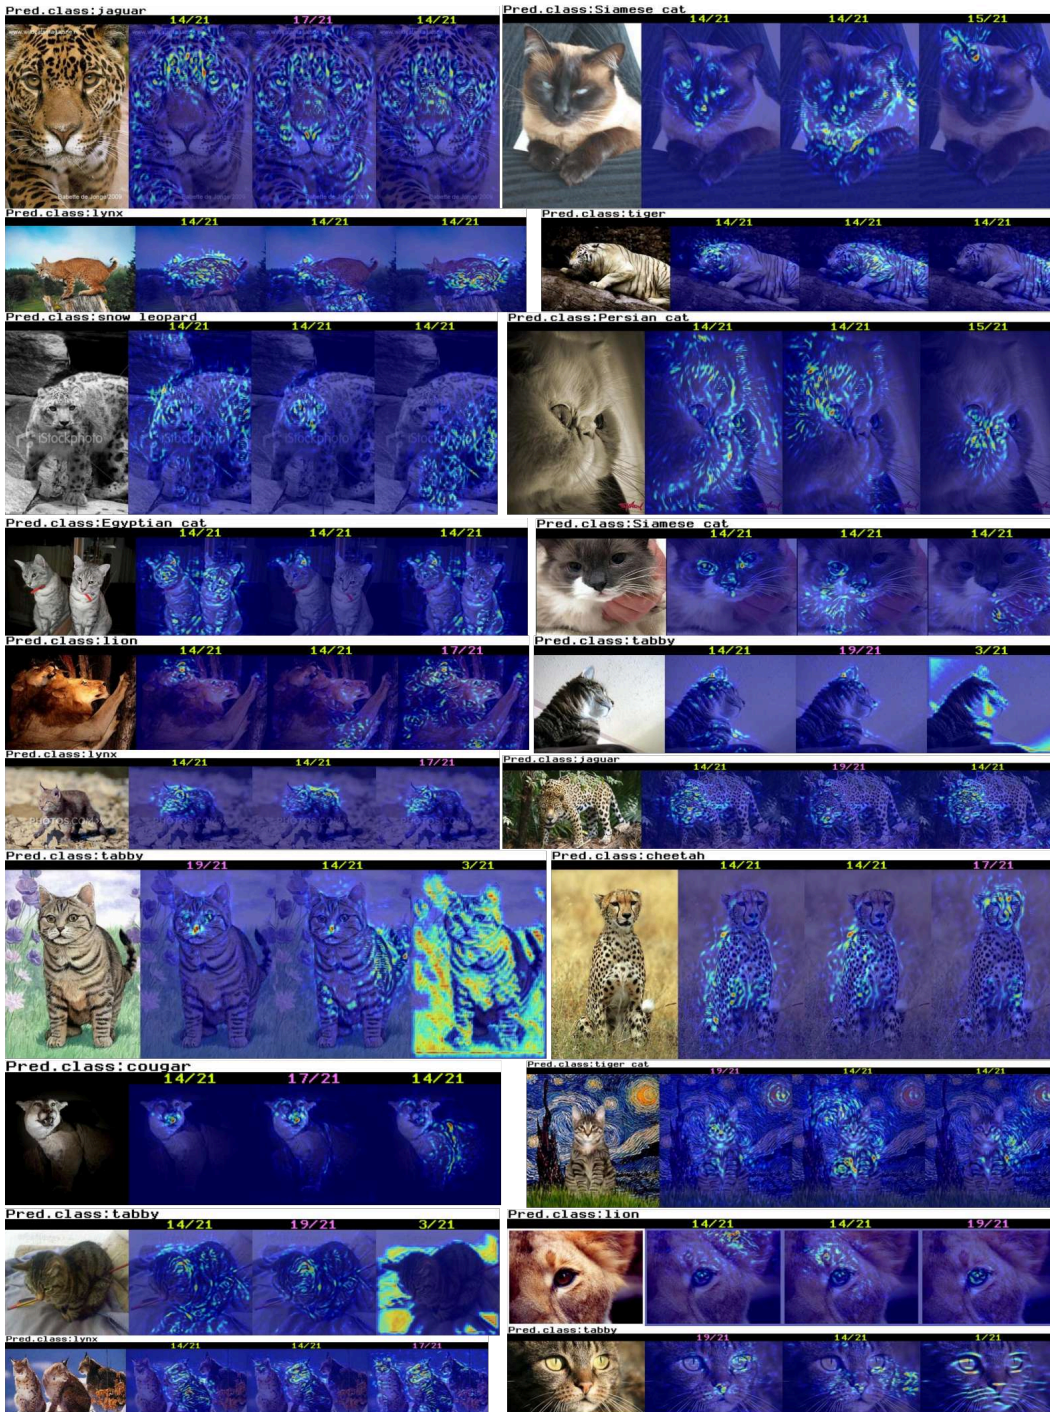 Pred.class:jaguar
14/21 17/21 14/21
Pred.class:Siamese cat
14/21 14/21 15/21
Pred.class:lynx
14/21 14/21 14/21
Pred.class:tiger
14/21 14/21 14/21
Pred.class:snow leopard
14/21 14/21 14/21
iStockphoto
Pred.class:Persian cat
14/21 14/21 15/21
Pred.class:Egyptian cat
14/21 14/21 14/21
Pred.class:Siamese cat
14/21 14/21 14/21
Pred.class:lion
14/21 14/21 17/21
Pred.class:tabby
14/21 19/21 3/21
Pred.class:lynx
14/21 14/21 17/21
Pred.class:jaguar
14/21 19/21 14/21
Pred.class:tabby
19/21 14/21 3/21
Pred.class:cheetah
14/21 14/21 17/21
Pred.class:cougar
14/21 17/21 14/21
Pred.class:tiger cat
19/21 14/21 14/21
Pred.class:tabby
14/21 19/21 3/21
Pred.class:lion
14/21 14/21 19/21
Pred.class:lynx
14/21 14/21 17/21
Pred.class:tabby
19/21 14/21 1/21